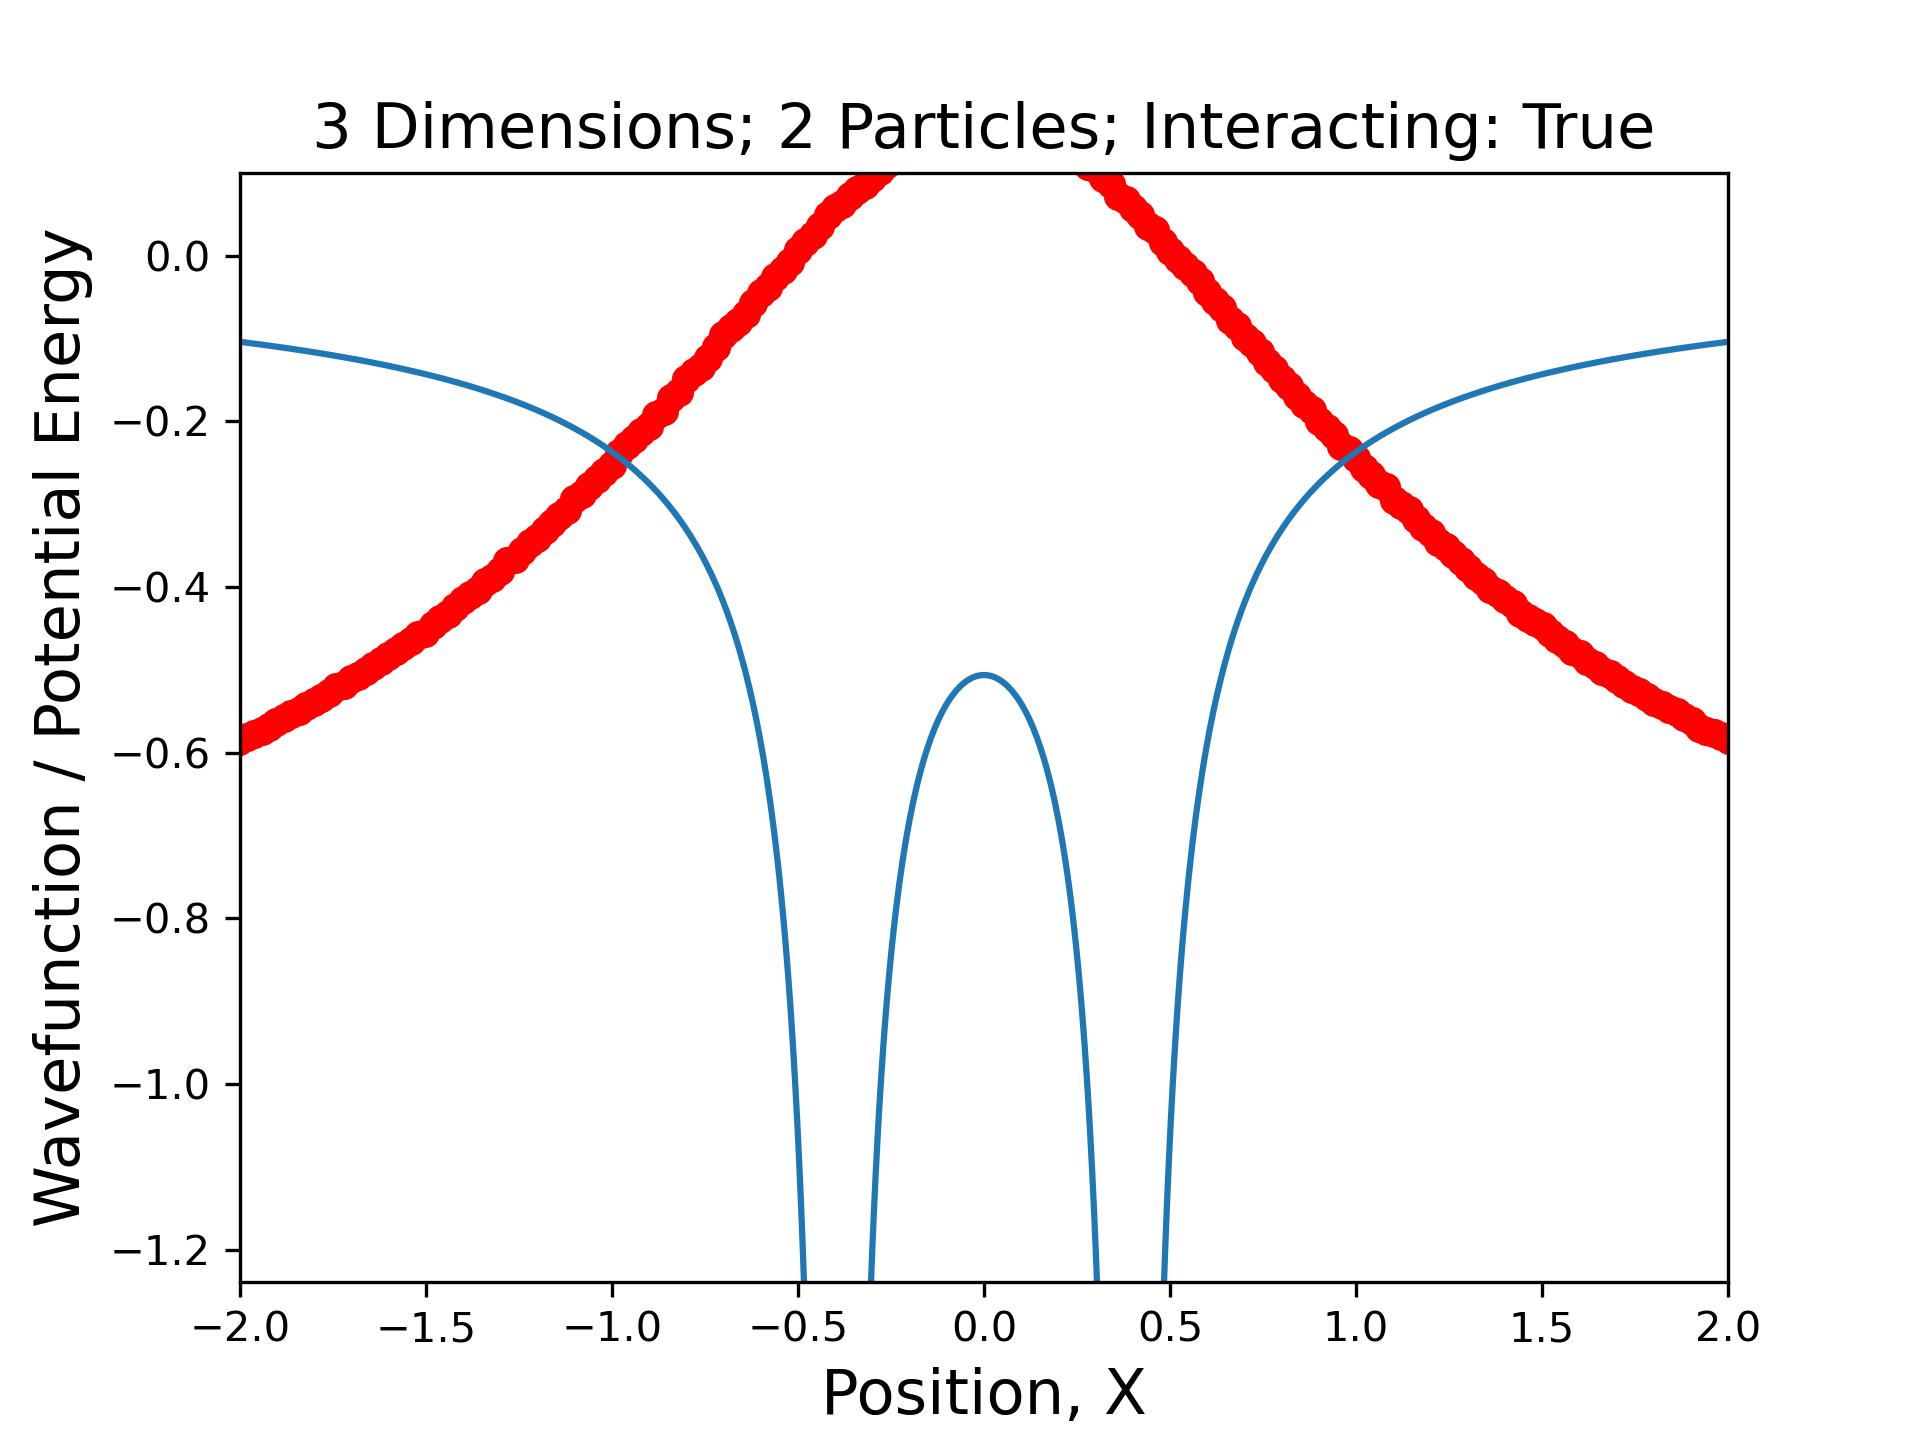 3 Dimensions; 2 Particles; Interacting: True
Wavefunction / Potential Energy
0.0
−0.2
−0.4
−0.6
−0.8
−1.0
−1.2
−2.0 −1.5 −1.0 −0.5 0.0 0.5 1.0 1.5 2.0
Position, X